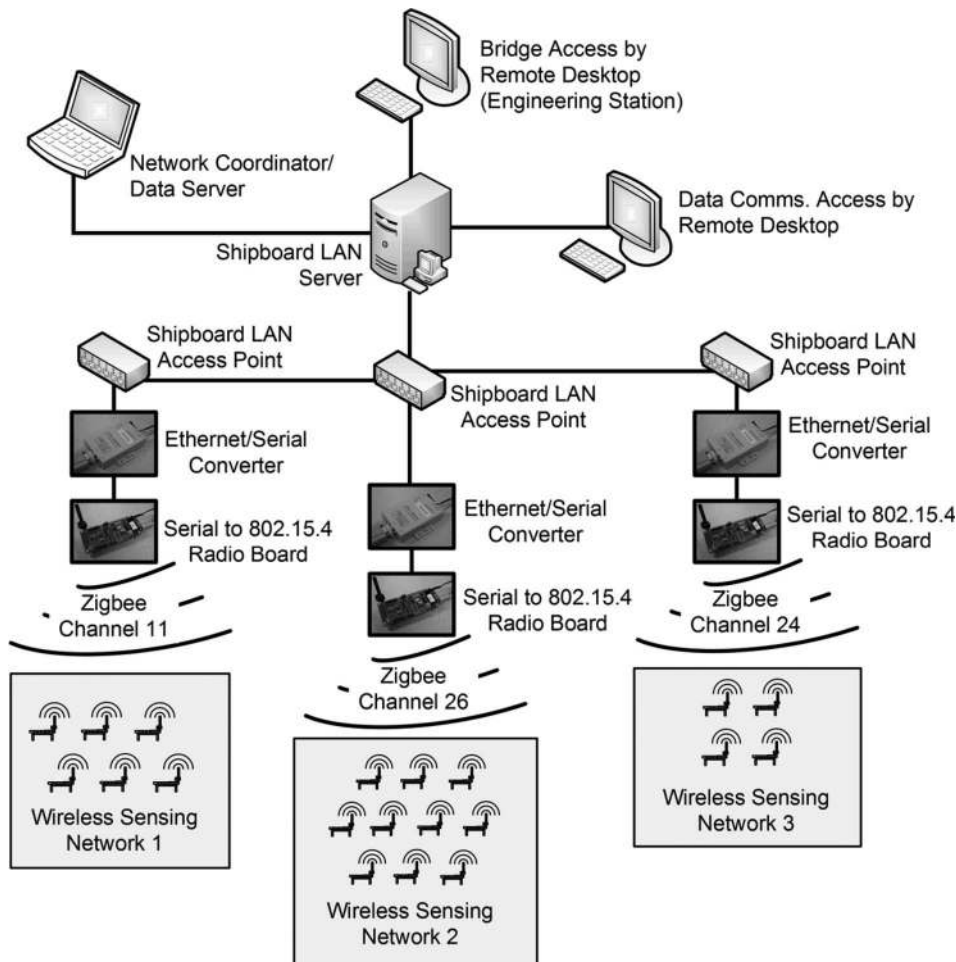 Bridge Access by
Remote Desktop
(Engineering Station)
Network Coordinator/
Data Server
Data Comms. Access by
Remote Desktop
Shipboard LAN
Server
Shipboard LAN
Access Point
Shipboard LAN
Access Point
Shipboard LAN
Access Point
Ethernet/Serial
Converter
Ethernet/Serial
Converter
Ethernet/Serial
Converter
Serial to 802.15.4
Radio Board
Serial to 802.15.4
Radio Board
Serial to 802.15.4
Radio Board
Zigbee
Channel 11
Zigbee
Channel 26
Zigbee
Channel 24
Wireless Sensing
Network 1
Wireless Sensing
Network 2
Wireless Sensing
Network 3